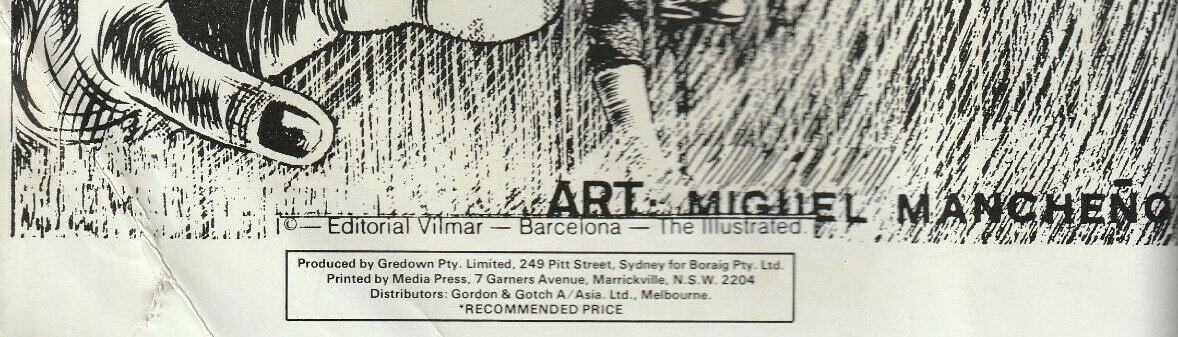 ART. MIGUEL MANCHEÑO
©— Editorial Vilmar — Barcelona — The Illustrated.
Produced by Gredown Pty. Limited, 249 Pitt Street, Sydney for Boraig Pty. Ltd.
Printed by Media Press, 7 Garners Avenue, Marrickville, N.S.W. 2204
Distributors: Gordon & Gotch A/Asia. Ltd., Melbourne.
*RECOMMENDED PRICE